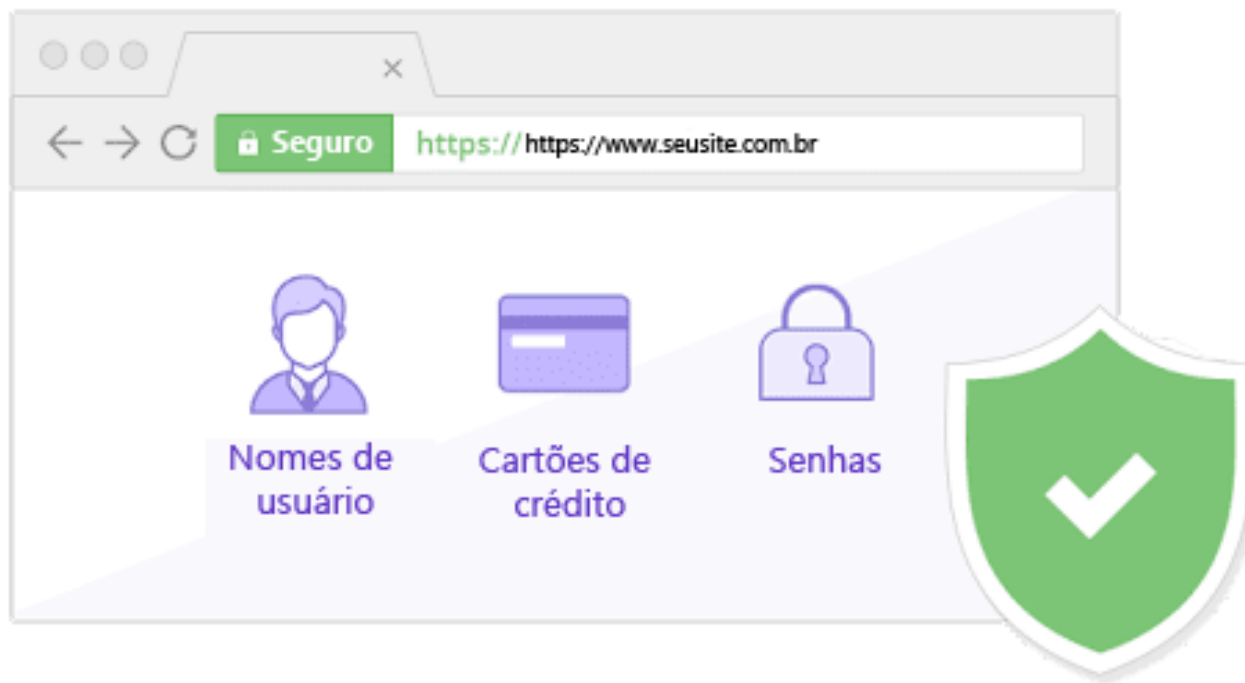 Seguro https:// https://www.seusite.com.br
Nomes de
usuário
Cartões de
crédito
Senhas